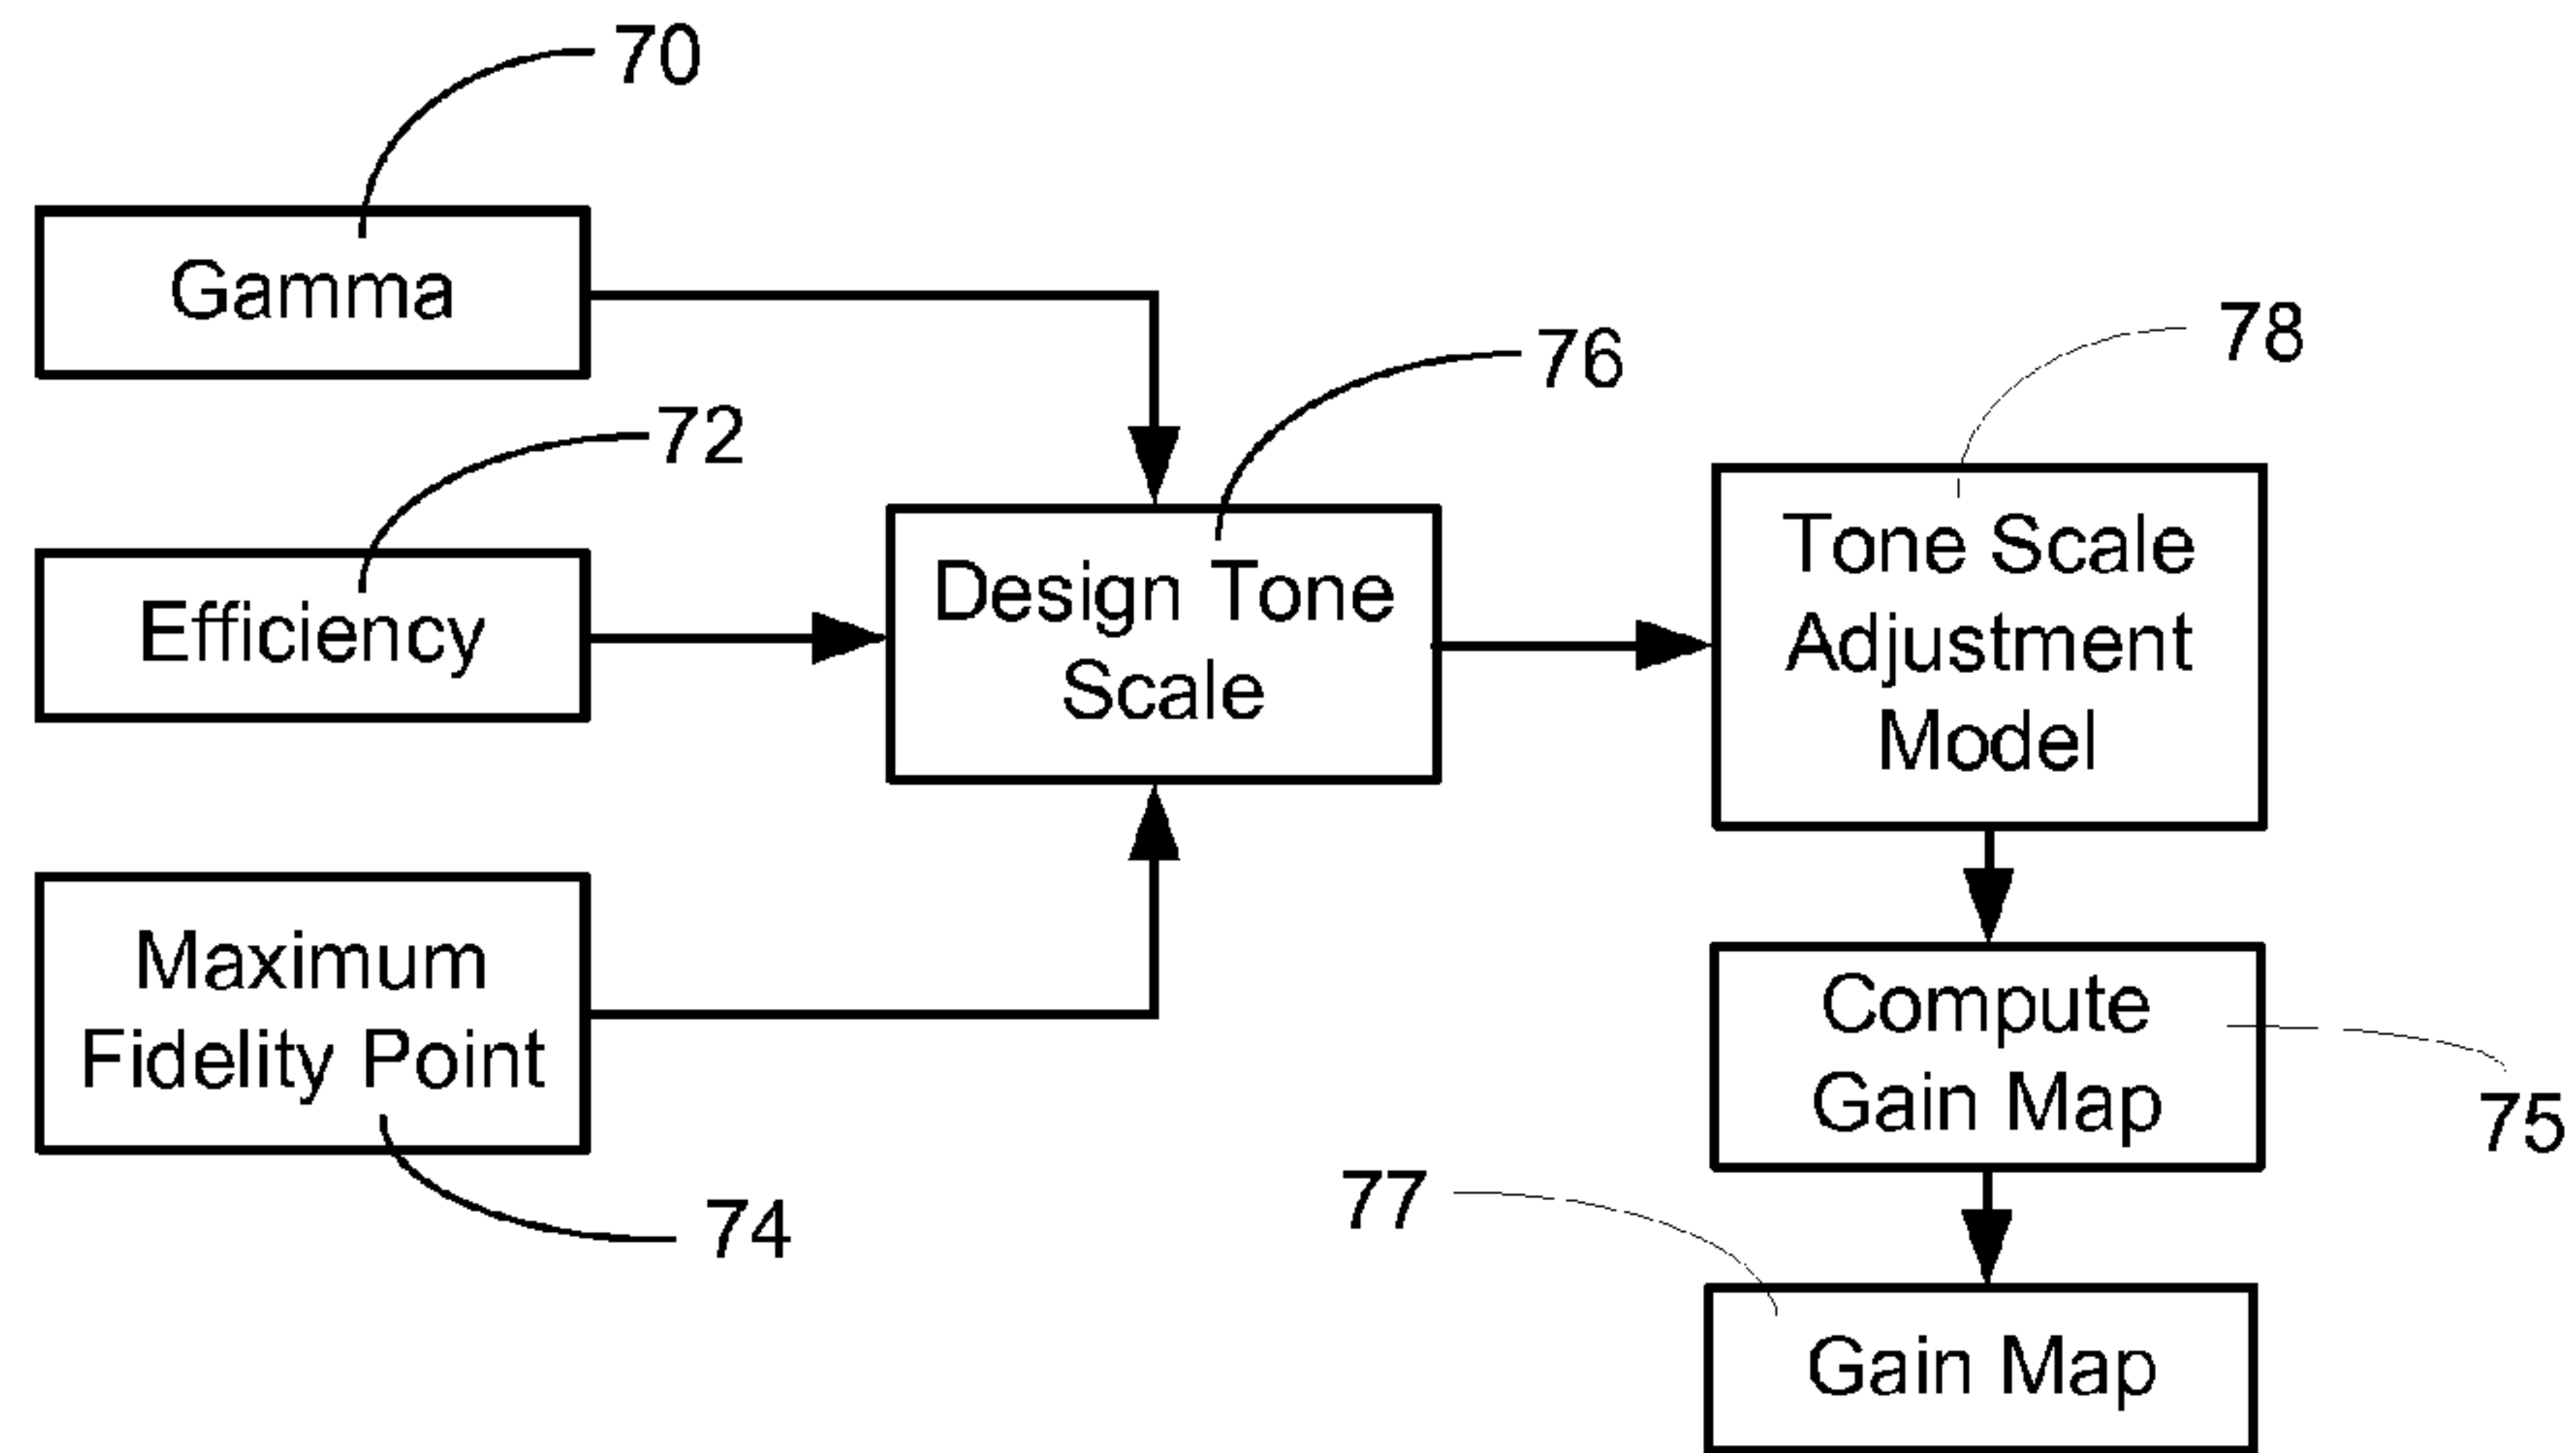 70
Gamma
72
Efficiency
Maximum
Fidelity Point
74
76
Design Tone
Scale
78
Tone Scale
Adjustment
Model
Compute
Gain Map
75
77
Gain Map